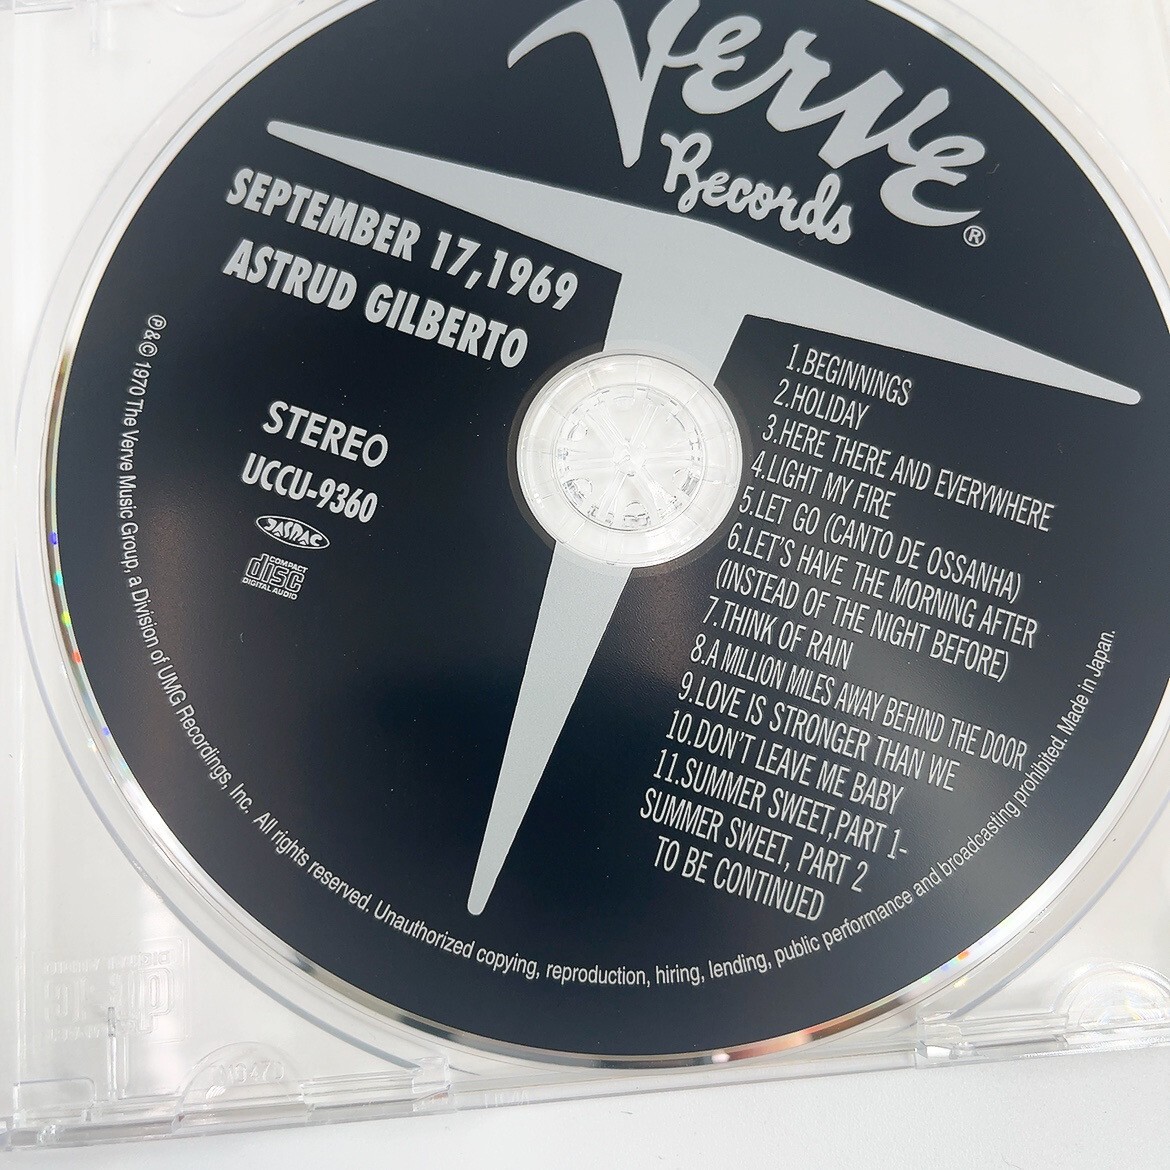 Verve
Records
®
SEPTEMBER 17,1969
ASTRUD GILBERTO
STEREO
UCCU-9360
JASRAC
COMPACT
disc
DIGITAL AUDIO
1.BEGINNINGS
2.HOLIDAY
3.HERE THERE AND EVERYWHERE
4.LIGHT MY FIRE
5.LET GO (CANTO DE OSSANHA)
6.LET'S HAVE THE MORNING AFTER
(INSTEAD OF THE NIGHT BEFORE)
7.THINK OF RAIN
8.A MILLION MILES AWAY BEHIND THE DOOR
9.LOVE IS STRONGER THAN WE
10.DON'T LEAVE ME BABY
11.SUMMER SWEET,PART 1-
SUMMER SWEET, PART 2
TO BE CONTINUED
℗&© 1970 The Verve Music Group, a Division of UMG Recordings, Inc. All rights reserved. Unauthorized copying, reproduction, hiring, lending, public performance and broadcasting prohibited. Made in Japan.